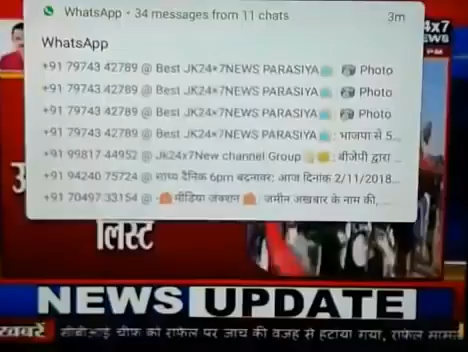 WhatsApp • 34 messages from 11 chats 3m
WhatsApp
+91 79743 42789 @ Best JK24×7NEWS PARASIYA Photo
+91 79743 42789 @ Best JK24×7NEWS PARASIYA Photo
+91 79743 42789 @ Best JK24×7NEWS PARASIYA Photo
+91 79743 42789 @ Best JK24×7NEWS PARASIYA : भाजपा से 5...
+91 99817 44952 @ Jk24x7New channel Group : बीजेपी द्वारा ...
+91 94240 75724 @ साध्य दैनिक 6pm बदनावर: आज दिनांक 2/11/2018...
+91 70497 33154 @ - मीडिया जंक्शन : जमीन अखबार के नाम की,...
4x7
EWS
PM
लिस्ट
NEWS UPDATE
खबरें सीबीआई चीफ को राफेल पर जांच की वजह से हटाया गया, राफेल मामले